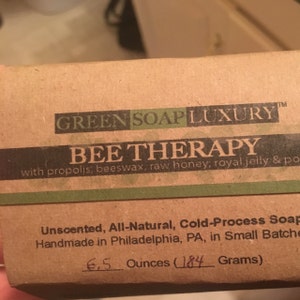 GREEN SOAP LUXURY™
BEE THERAPY
with propolis, beeswax, raw honey, royal jelly & po
Unscented, All-Natural, Cold-Process Soap
Handmade in Philadelphia, PA, in Small Batche
6.5 Ounces (184 Grams)